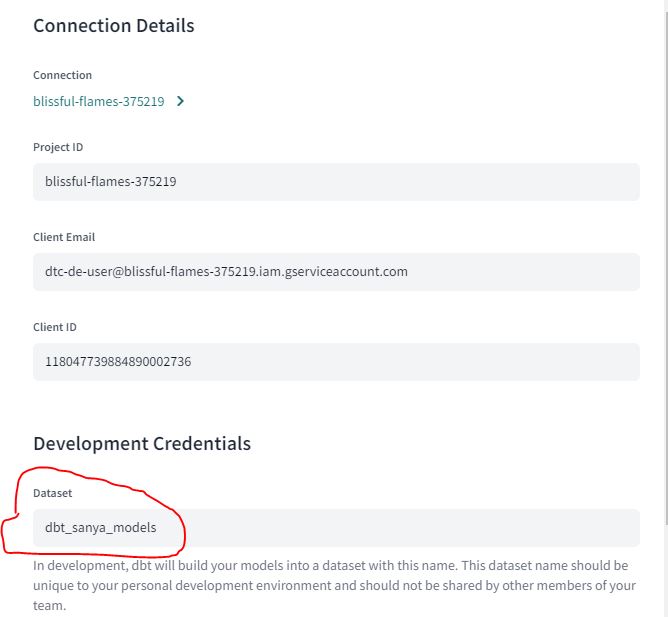 Connection Details
Connection
blissful-flames-375219
Project ID
blissful-flames-375219
Client Email
dtc-de-user@blissful-flames-375219.iam.gserviceaccount.com
Client ID
118047739884890002736
Development Credentials
Dataset
dbt_sanya_models
In development, dbt will build your models into a dataset with this name. This dataset name should be
unique to your personal development environment and should not be shared by other members of your
team.